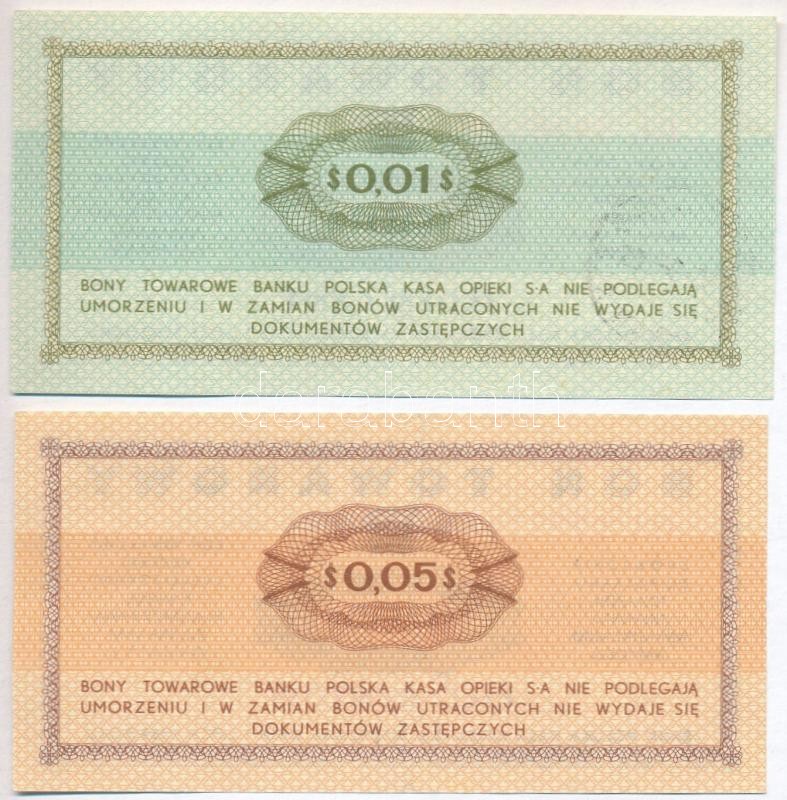 $0,01$
BONY TOWAROWE BANKU POLSKA KASA OPIEKI S·A NIE PODLEGAJĄ
UMORZENIU I W ZAMIAN BONÓW UTRACONYCH NIE WYDAJE SIĘ
DOKUMENTÓW ZASTĘPCZYCH
darabanth
$0,05$
BONY TOWAROWE BANKU POLSKA KASA OPIEKI S·A NIE PODLEGAJĄ
UMORZENIU I W ZAMIAN BONÓW UTRACONYCH NIE WYDAJE SIĘ
DOKUMENTÓW ZASTĘPCZYCH